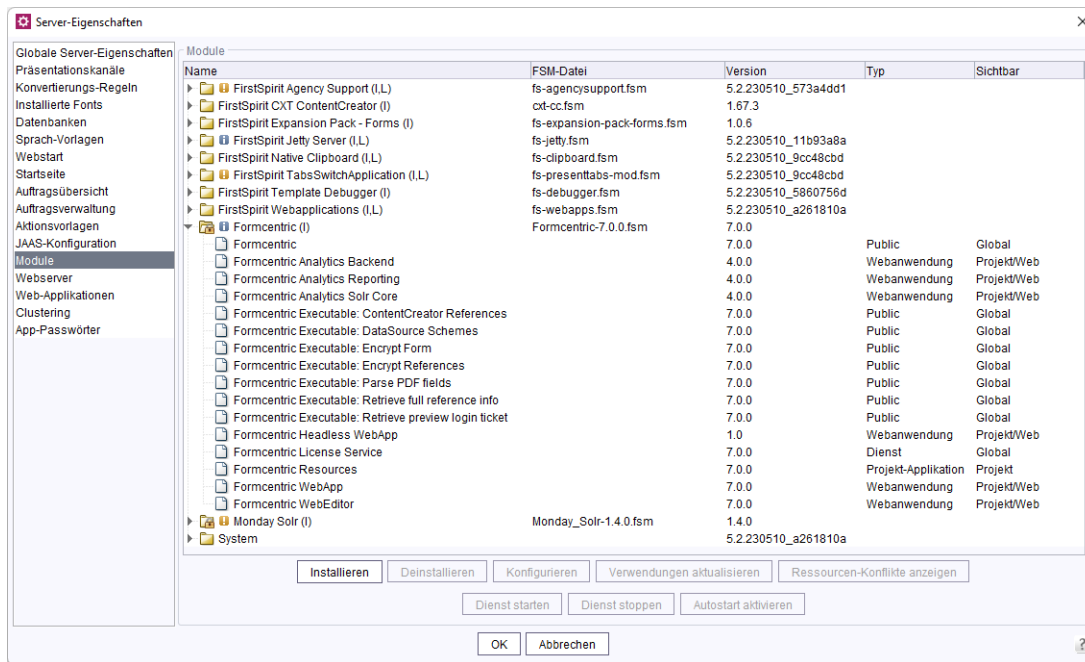 Server-Eigenschaften
Globale Server-Eigenschaften
Präsentationskanäle
Konvertierungs-Regeln
Installierte Fonts
Datenbanken
Sprach-Vorlagen
Webstart
Startseite
Auftragsübersicht
Auftragsverwaltung
Aktionsvorlagen
JAAS-Konfiguration
Module
Webserver
Web-Applikationen
Clustering
App-Passwörter
Module
Name FSM-Datei Version Typ Sichtbar
FirstSpirit Agency Support (I,L) fs-agencysupport.fsm 5.2.230510_573a4dd1
FirstSpirit CXT ContentCreator (I) cxt-cc.fsm 1.67.3
FirstSpirit Expansion Pack - Forms (I) fs-expansion-pack-forms.fsm 1.0.6
FirstSpirit Jetty Server (I,L) fs-jetty.fsm 5.2.230510_11b93a8a
FirstSpirit Native Clipboard (I,L) fs-clipboard.fsm 5.2.230510_9cc48cbd
FirstSpirit TabsSwitchApplication (I,L) fs-presenttabs-mod.fsm 5.2.230510_9cc48cbd
FirstSpirit Template Debugger (I) fs-debugger.fsm 5.2.230510_5860756d
FirstSpirit Webapplications (I,L) fs-webapps.fsm 5.2.230510_a261810a
Formcentric (I) Formcentric-7.0.0.fsm 7.0.0
Formcentric 7.0.0 Public Global
Formcentric Analytics Backend 4.0.0 Webanwendung Projekt/Web
Formcentric Analytics Reporting 4.0.0 Webanwendung Projekt/Web
Formcentric Analytics Solr Core 4.0.0 Webanwendung Projekt/Web
Formcentric Executable: ContentCreator References 7.0.0 Public Global
Formcentric Executable: DataSource Schemes 7.0.0 Public Global
Formcentric Executable: Encrypt Form 7.0.0 Public Global
Formcentric Executable: Encrypt References 7.0.0 Public Global
Formcentric Executable: Parse PDF fields 7.0.0 Public Global
Formcentric Executable: Retrieve full reference info 7.0.0 Public Global
Formcentric Executable: Retrieve preview login ticket 7.0.0 Public Global
Formcentric Headless WebApp 1.0 Webanwendung Projekt/Web
Formcentric License Service 7.0.0 Dienst Global
Formcentric Resources 7.0.0 Projekt-Applikation Projekt
Formcentric WebApp 7.0.0 Webanwendung Projekt/Web
Formcentric WebEditor 7.0.0 Webanwendung Projekt/Web
Monday Solr (I) Monday_Solr-1.4.0.fsm 1.4.0
System 5.2.230510_a261810a
Installieren Deinstallieren Konfigurieren Verwendungen aktualisieren Ressourcen-Konflikte anzeigen
Dienst starten Dienst stoppen Autostart aktivieren
OK Abbrechen
?